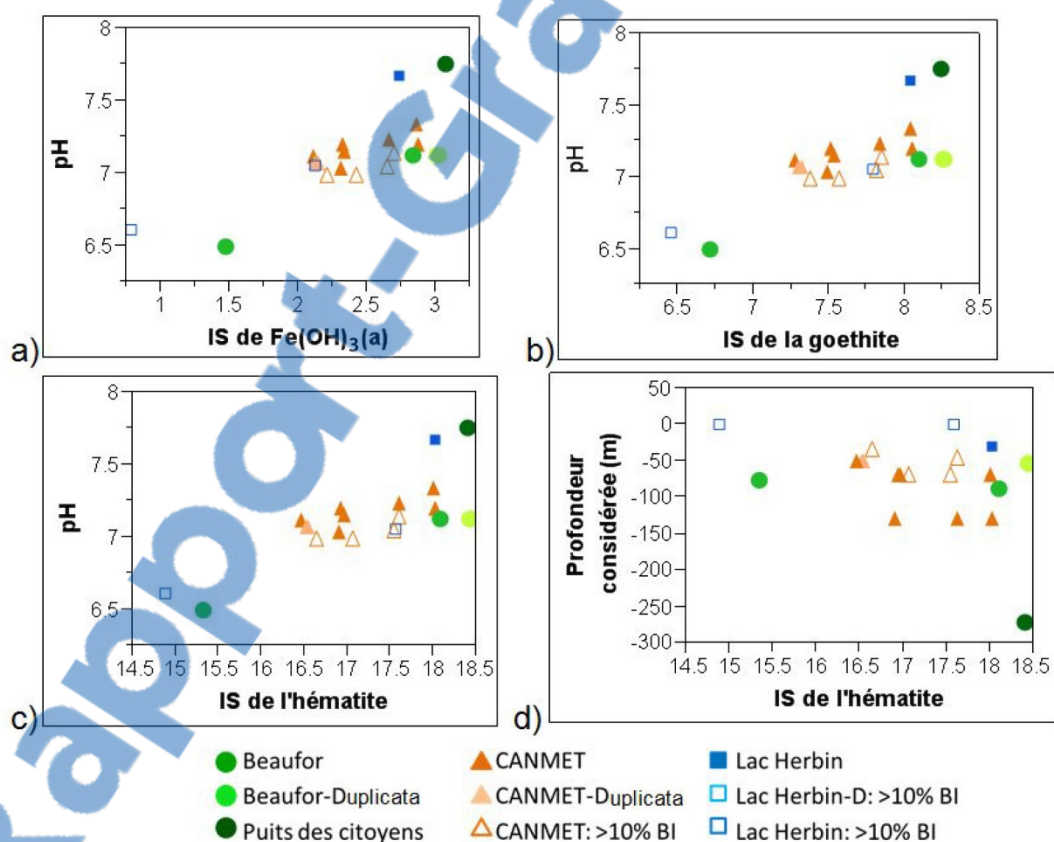 8
7.5
7
6.5
pH
1 1.5 2 2.5 3
IS de Fe(OH)3(a)
a)
8
7.5
7
6.5
pH
6.5 7 7.5 8 8.5
IS de la goethite
b)
8
7.5
7
6.5
pH
14.5 15 15.5 16 16.5 17 17.5 18 18.5
IS de l'hématite
c)
50
0
-50
-100
-150
-200
-250
-300
Profondeur
considérée (m)
14.5 15 15.5 16 16.5 17 17.5 18 18.5
IS de l'hématite
d)
Beaufor CANMET Lac Herbin
Beaufor-Duplicata CANMET-Duplicata Lac Herbin-D: >10% BI
Puits des citoyens CANMET: >10% BI Lac Herbin: >10% BI
Rapport-Gra